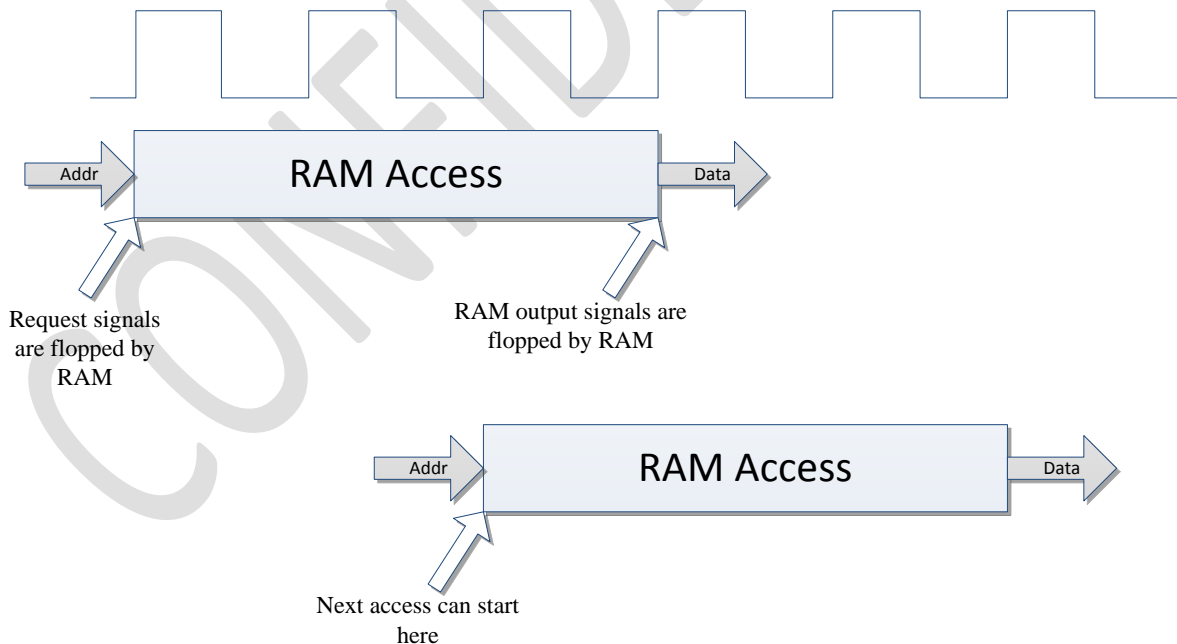 Addr
RAM Access
Data
Request signals
are flopped by
RAM
RAM output signals are
flopped by RAM
Addr
RAM Access
Data
Next access can start
here
CONFID